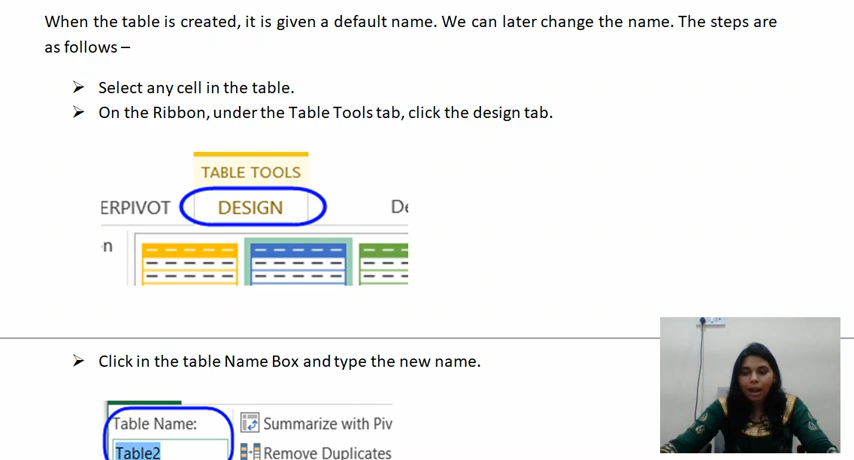 When the table is created, it is given a default name. We can later change the name. The steps are
as follows –
➢ Select any cell in the table.
➢ On the Ribbon, under the Table Tools tab, click the design tab.
TABLE TOOLS
ERPIVOT DESIGN De
n
➢ Click in the table Name Box and type the new name.
Table Name: Summarize with Piv
Table2 Remove Duplicates